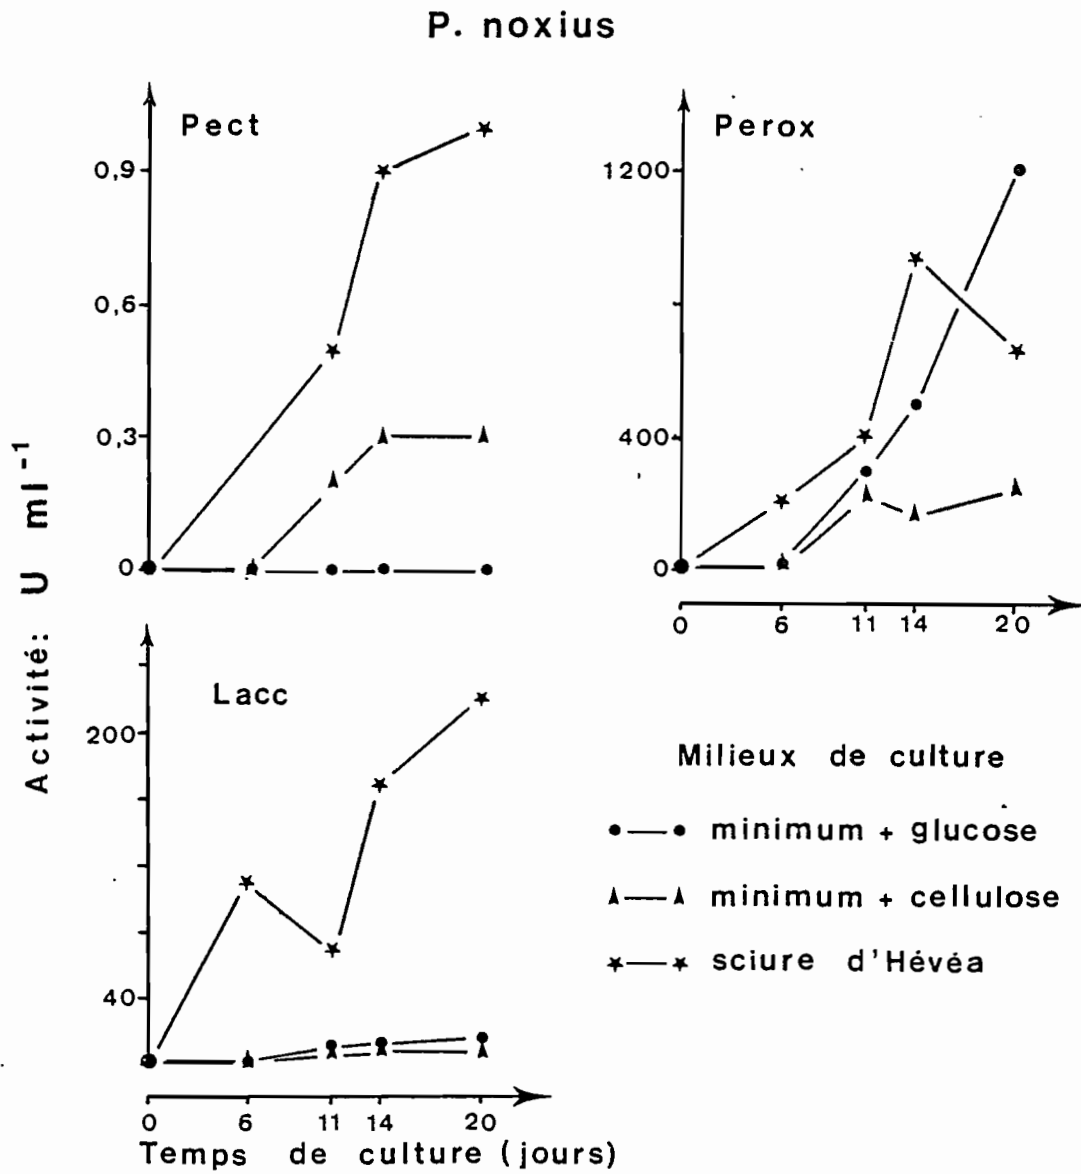 P. noxius
Pect
0,9
0,6
0,3
0
Perox
1200
400
0
0 6 11 14 20
Activité: U ml⁻¹
Lacc
200
40
0 6 11 14 20
Temps de culture (jours)
Milieux de culture
minimum + glucose
minimum + cellulose
sciure d'Hévéa